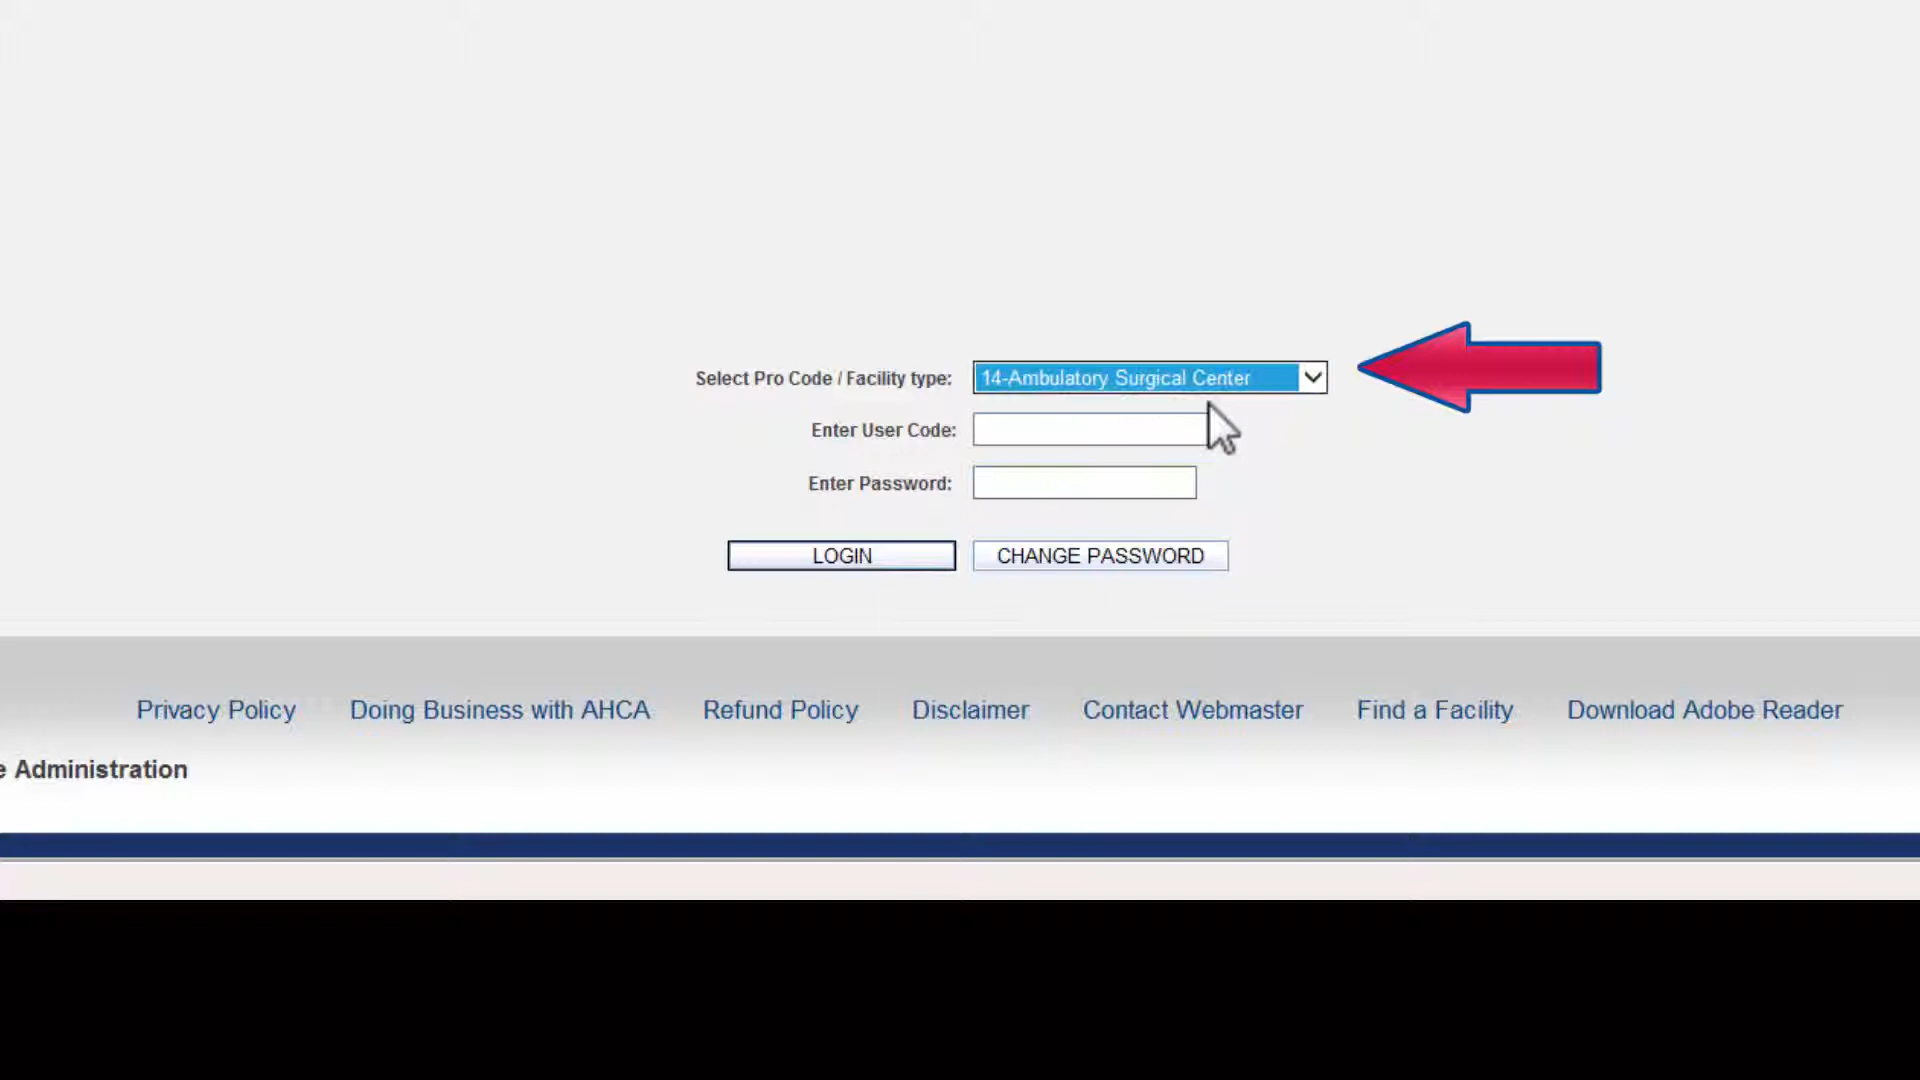 Select Pro Code / Facility type: 14-Ambulatory Surgical Center
Enter User Code:
Enter Password:
LOGIN CHANGE PASSWORD
Privacy Policy Doing Business with AHCA Refund Policy Disclaimer Contact Webmaster Find a Facility Download Adobe Reader
e Administration